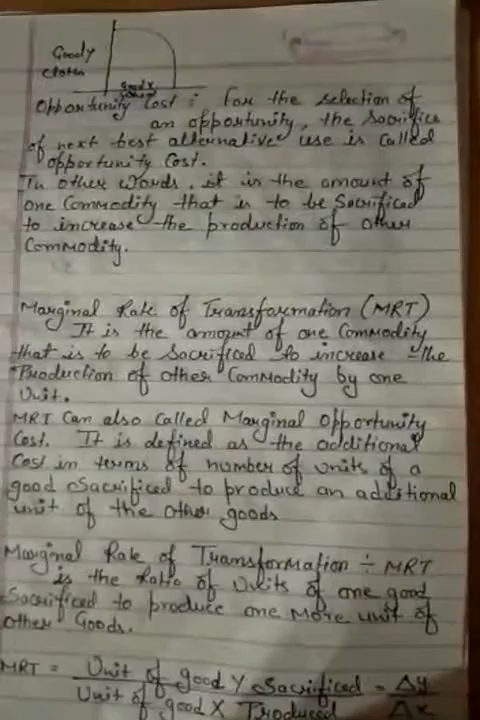 Good y
Cloth
Good X
Opportunity Cost : for the selection of
an opportunity, the sacrifice
of next best alternative use is called
opportunity Cost.
In other words, it is the amount of
one Commodity that is to be Sacrificed
to increase the production of other
Commodity.
Marginal Rate of Transformation (MRT)
It is the amount of one Commodity
that is to be Sacrificed to increase the
Production of other Commodity by one
Unit.
MRT Can also called Marginal Opportunity
Cost. It is defined as the additional
Cost in terms of number of units of a
good Sacrificed to produce an additional
unit of the other goods
Marginal Rate of Transformation ÷ MRT
is the Ratio of Units of one good
Sacrificed to produce one More unit of
other Goods.
MRT = Unit of good Y Sacrificed = Δy
Unit of good X Produced Δx